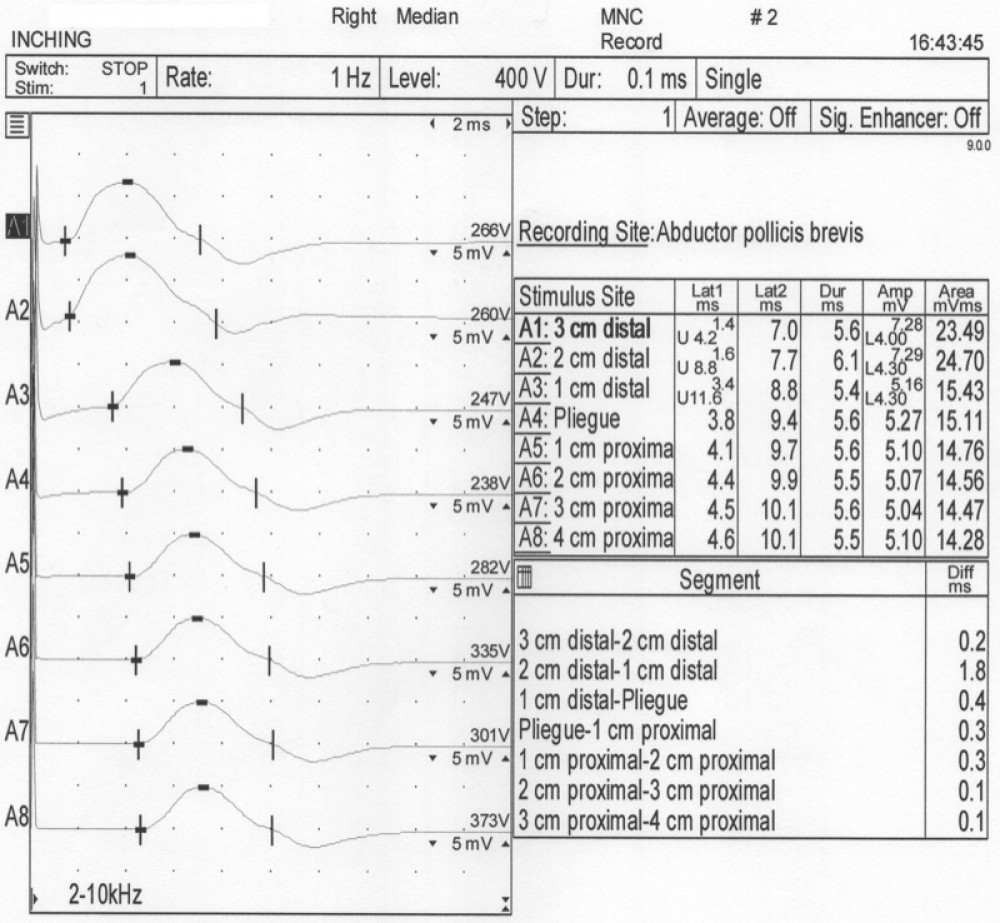 Right Median MNC # 2
INCHING Record 16:43:45
Switch: STOP Rate: 1 Hz Level: 400 V Dur: 0.1 ms Single
Stim: 1
2 ms Step: 1 Average: Off Sig. Enhancer: Off
9.0.0
A1 266V
5 mV
Recording Site:Abductor pollicis brevis
A2 260V
5 mV
A3 247V
5 mV
A4 238V
5 mV
A5 282V
5 mV
A6 335V
5 mV
A7 301V
5 mV
A8 373V
5 mV
2-10kHz
Stimulus Site Lat1 ms Lat2 ms Dur ms Amp mV Area mVms
A1: 3 cm distal U 4.2 1.4 7.0 5.6 L4.00 7.28 23.49
A2: 2 cm distal U 8.8 1.6 7.7 6.1 L4.30 7.29 24.70
A3: 1 cm distal U11.6 3.4 8.8 5.4 L4.30 5.16 15.43
A4: Pliegue 3.8 9.4 5.6 5.27 15.11
A5: 1 cm proxima 4.1 9.7 5.6 5.10 14.76
A6: 2 cm proxima 4.4 9.9 5.5 5.07 14.56
A7: 3 cm proxima 4.5 10.1 5.6 5.04 14.47
A8: 4 cm proxima 4.6 10.1 5.5 5.10 14.28
Segment Diff ms
3 cm distal-2 cm distal 0.2
2 cm distal-1 cm distal 1.8
1 cm distal-Pliegue 0.4
Pliegue-1 cm proximal 0.3
1 cm proximal-2 cm proximal 0.3
2 cm proximal-3 cm proximal 0.1
3 cm proximal-4 cm proximal 0.1